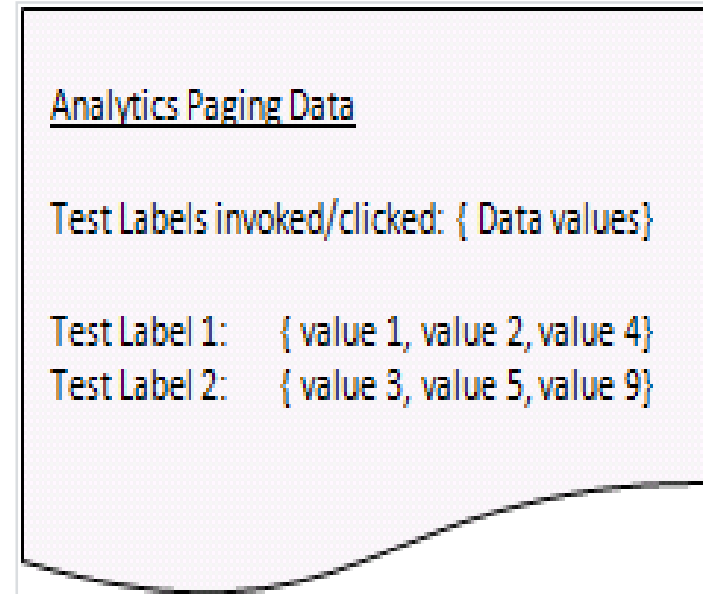 Analytics Paging Data
Test Labels invoked/clicked: { Data values}
Test Label 1: { value 1, value 2, value 4}
Test Label 2: { value 3, value 5, value 9}